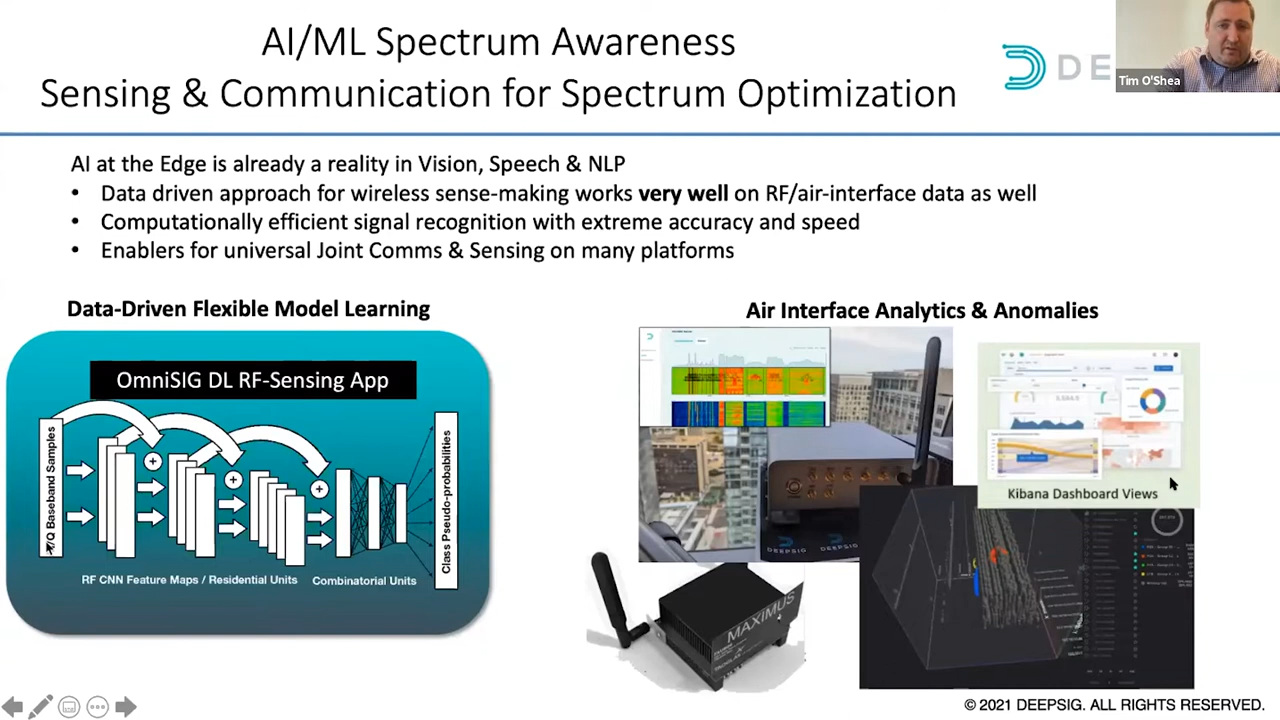 AI/ML Spectrum Awareness
Sensing & Communication for Spectrum Optimization
DE
Tim O'Shea
AI at the Edge is already a reality in Vision, Speech & NLP
• Data driven approach for wireless sense-making works very well on RF/air-interface data as well
• Computationally efficient signal recognition with extreme accuracy and speed
• Enablers for universal Joint Comms & Sensing on many platforms
Data-Driven Flexible Model Learning
OmniSIG DL RF-Sensing App
I/Q Baseband Samples
+
+
+
Class Pseudo-probabilities
RF CNN Feature Maps / Residential Units
Combinatorial Units
Air Interface Analytics & Anomalies
Kibana Dashboard Views
DEEPSIG
DEEPSIG
MAXIMUS
© 2021 DEEPSIG. ALL RIGHTS RESERVED.